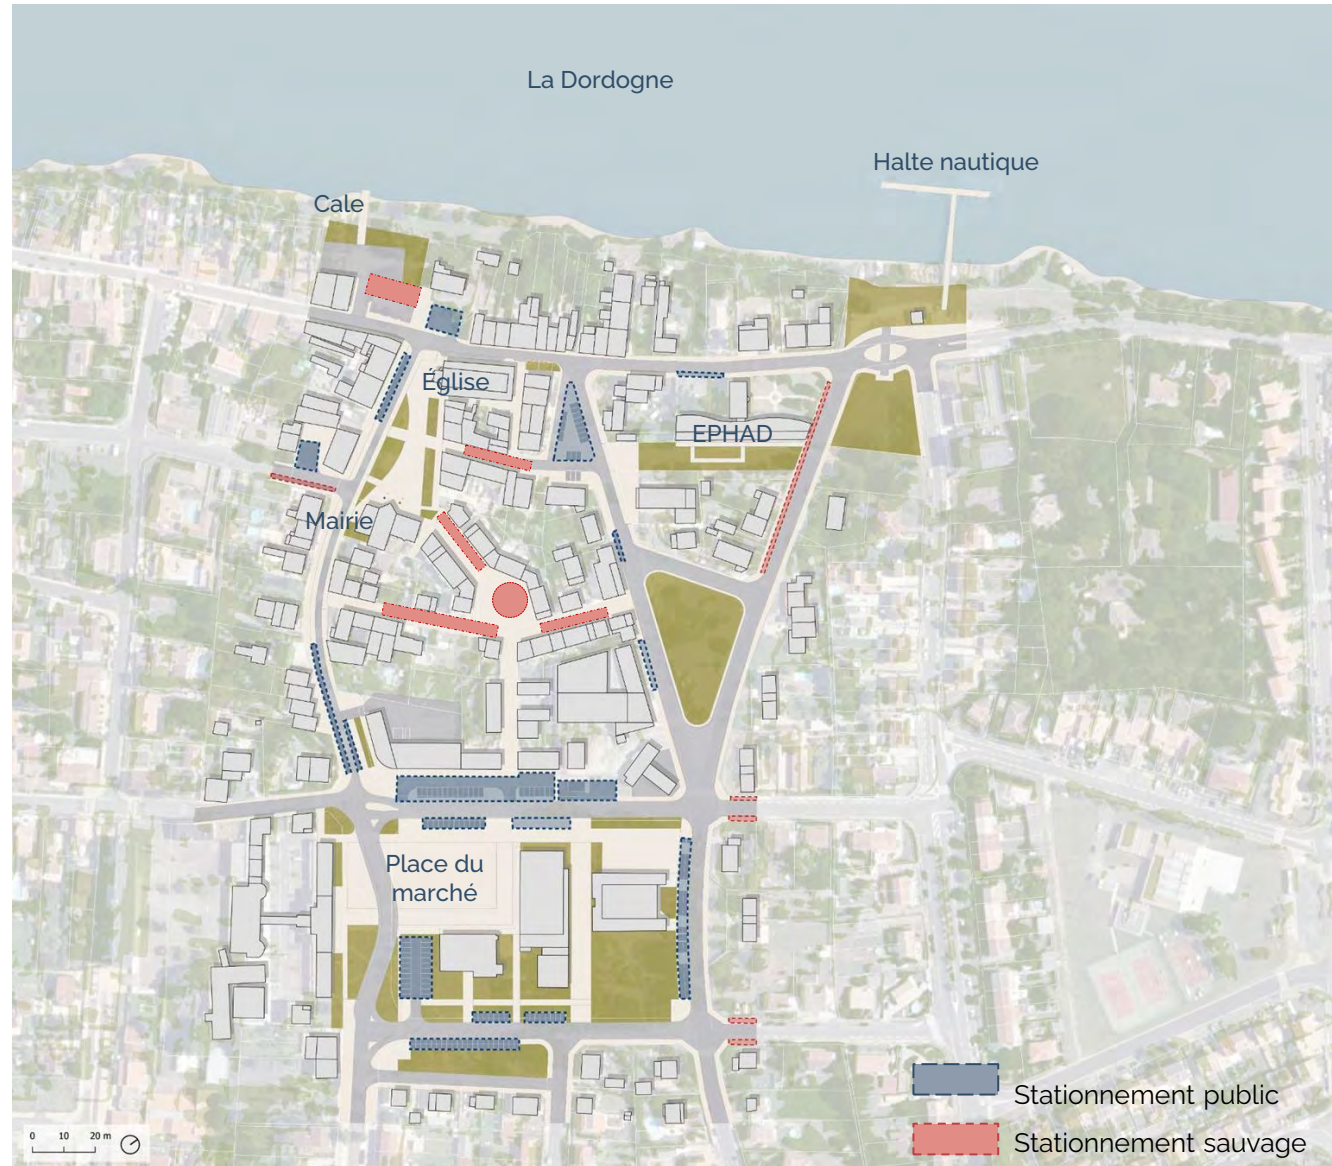 La Dordogne
Halte nautique
Cale
Église
EPHAD
Mairie
Place du
marché
Stationnement public
Stationnement sauvage
0 10 20 m